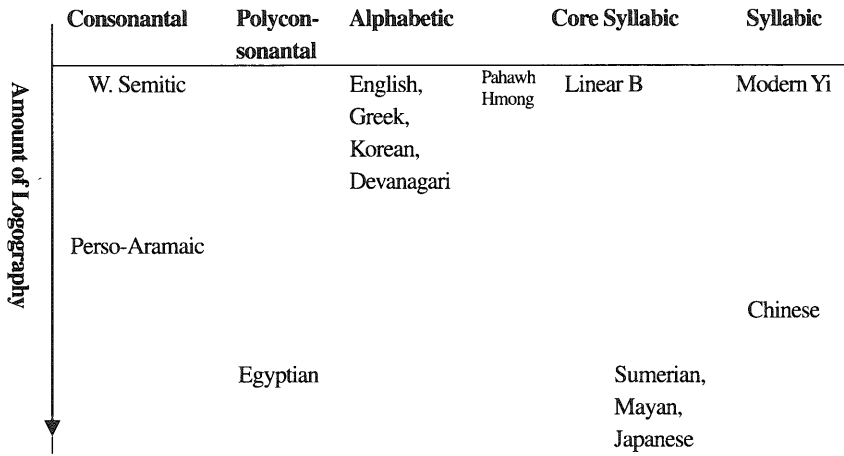 Consonantal Polycon- Alphabetic Core Syllabic Syllabic
sonantal
W. Semitic English, Pahawh Linear B Modern Yi
Hmong
Greek,
Korean,
Devanagari
Perso-Aramaic
Chinese
Egyptian Sumerian,
Mayan,
Japanese
Amount of Logography